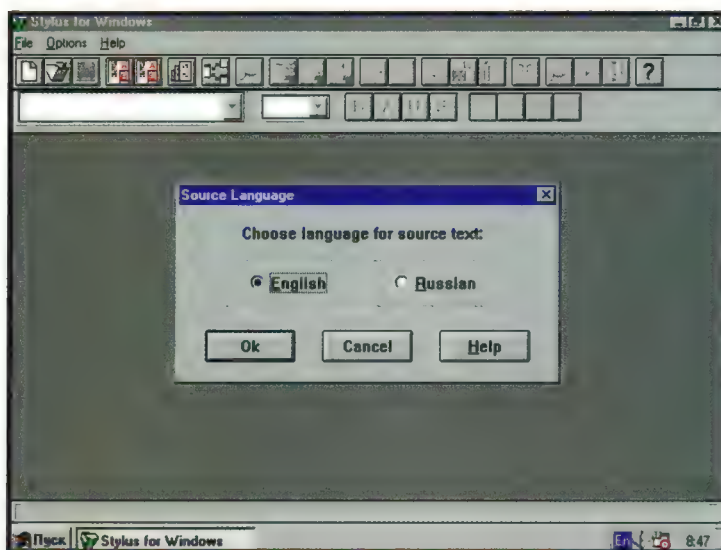 Stylus for Windows
File Options Help
?
Source Language
Choose language for source text:
English Russian
Ok Cancel Help
Пуск Stylus for Windows En 8:47